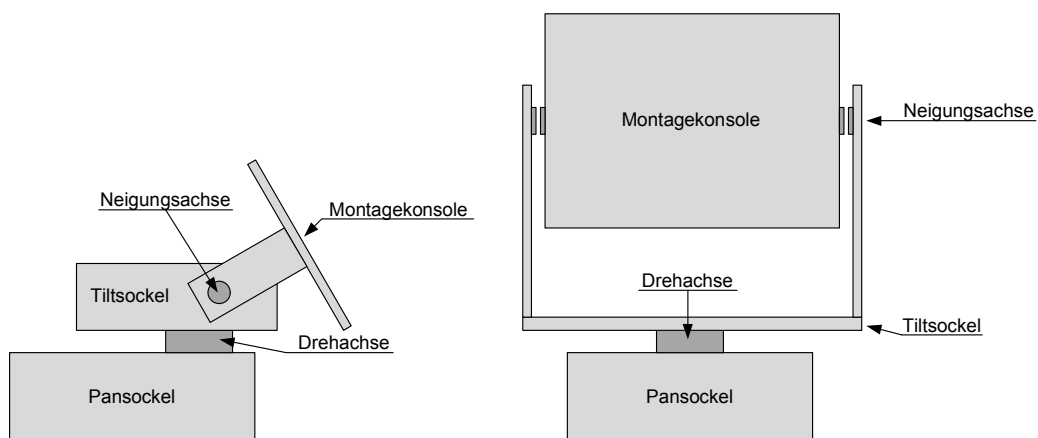 Neigungsachse
Montagekonsole
Tiltsockel
Drehachse
Pansockel
Montagekonsole
Neigungsachse
Drehachse
Tiltsockel
Pansockel